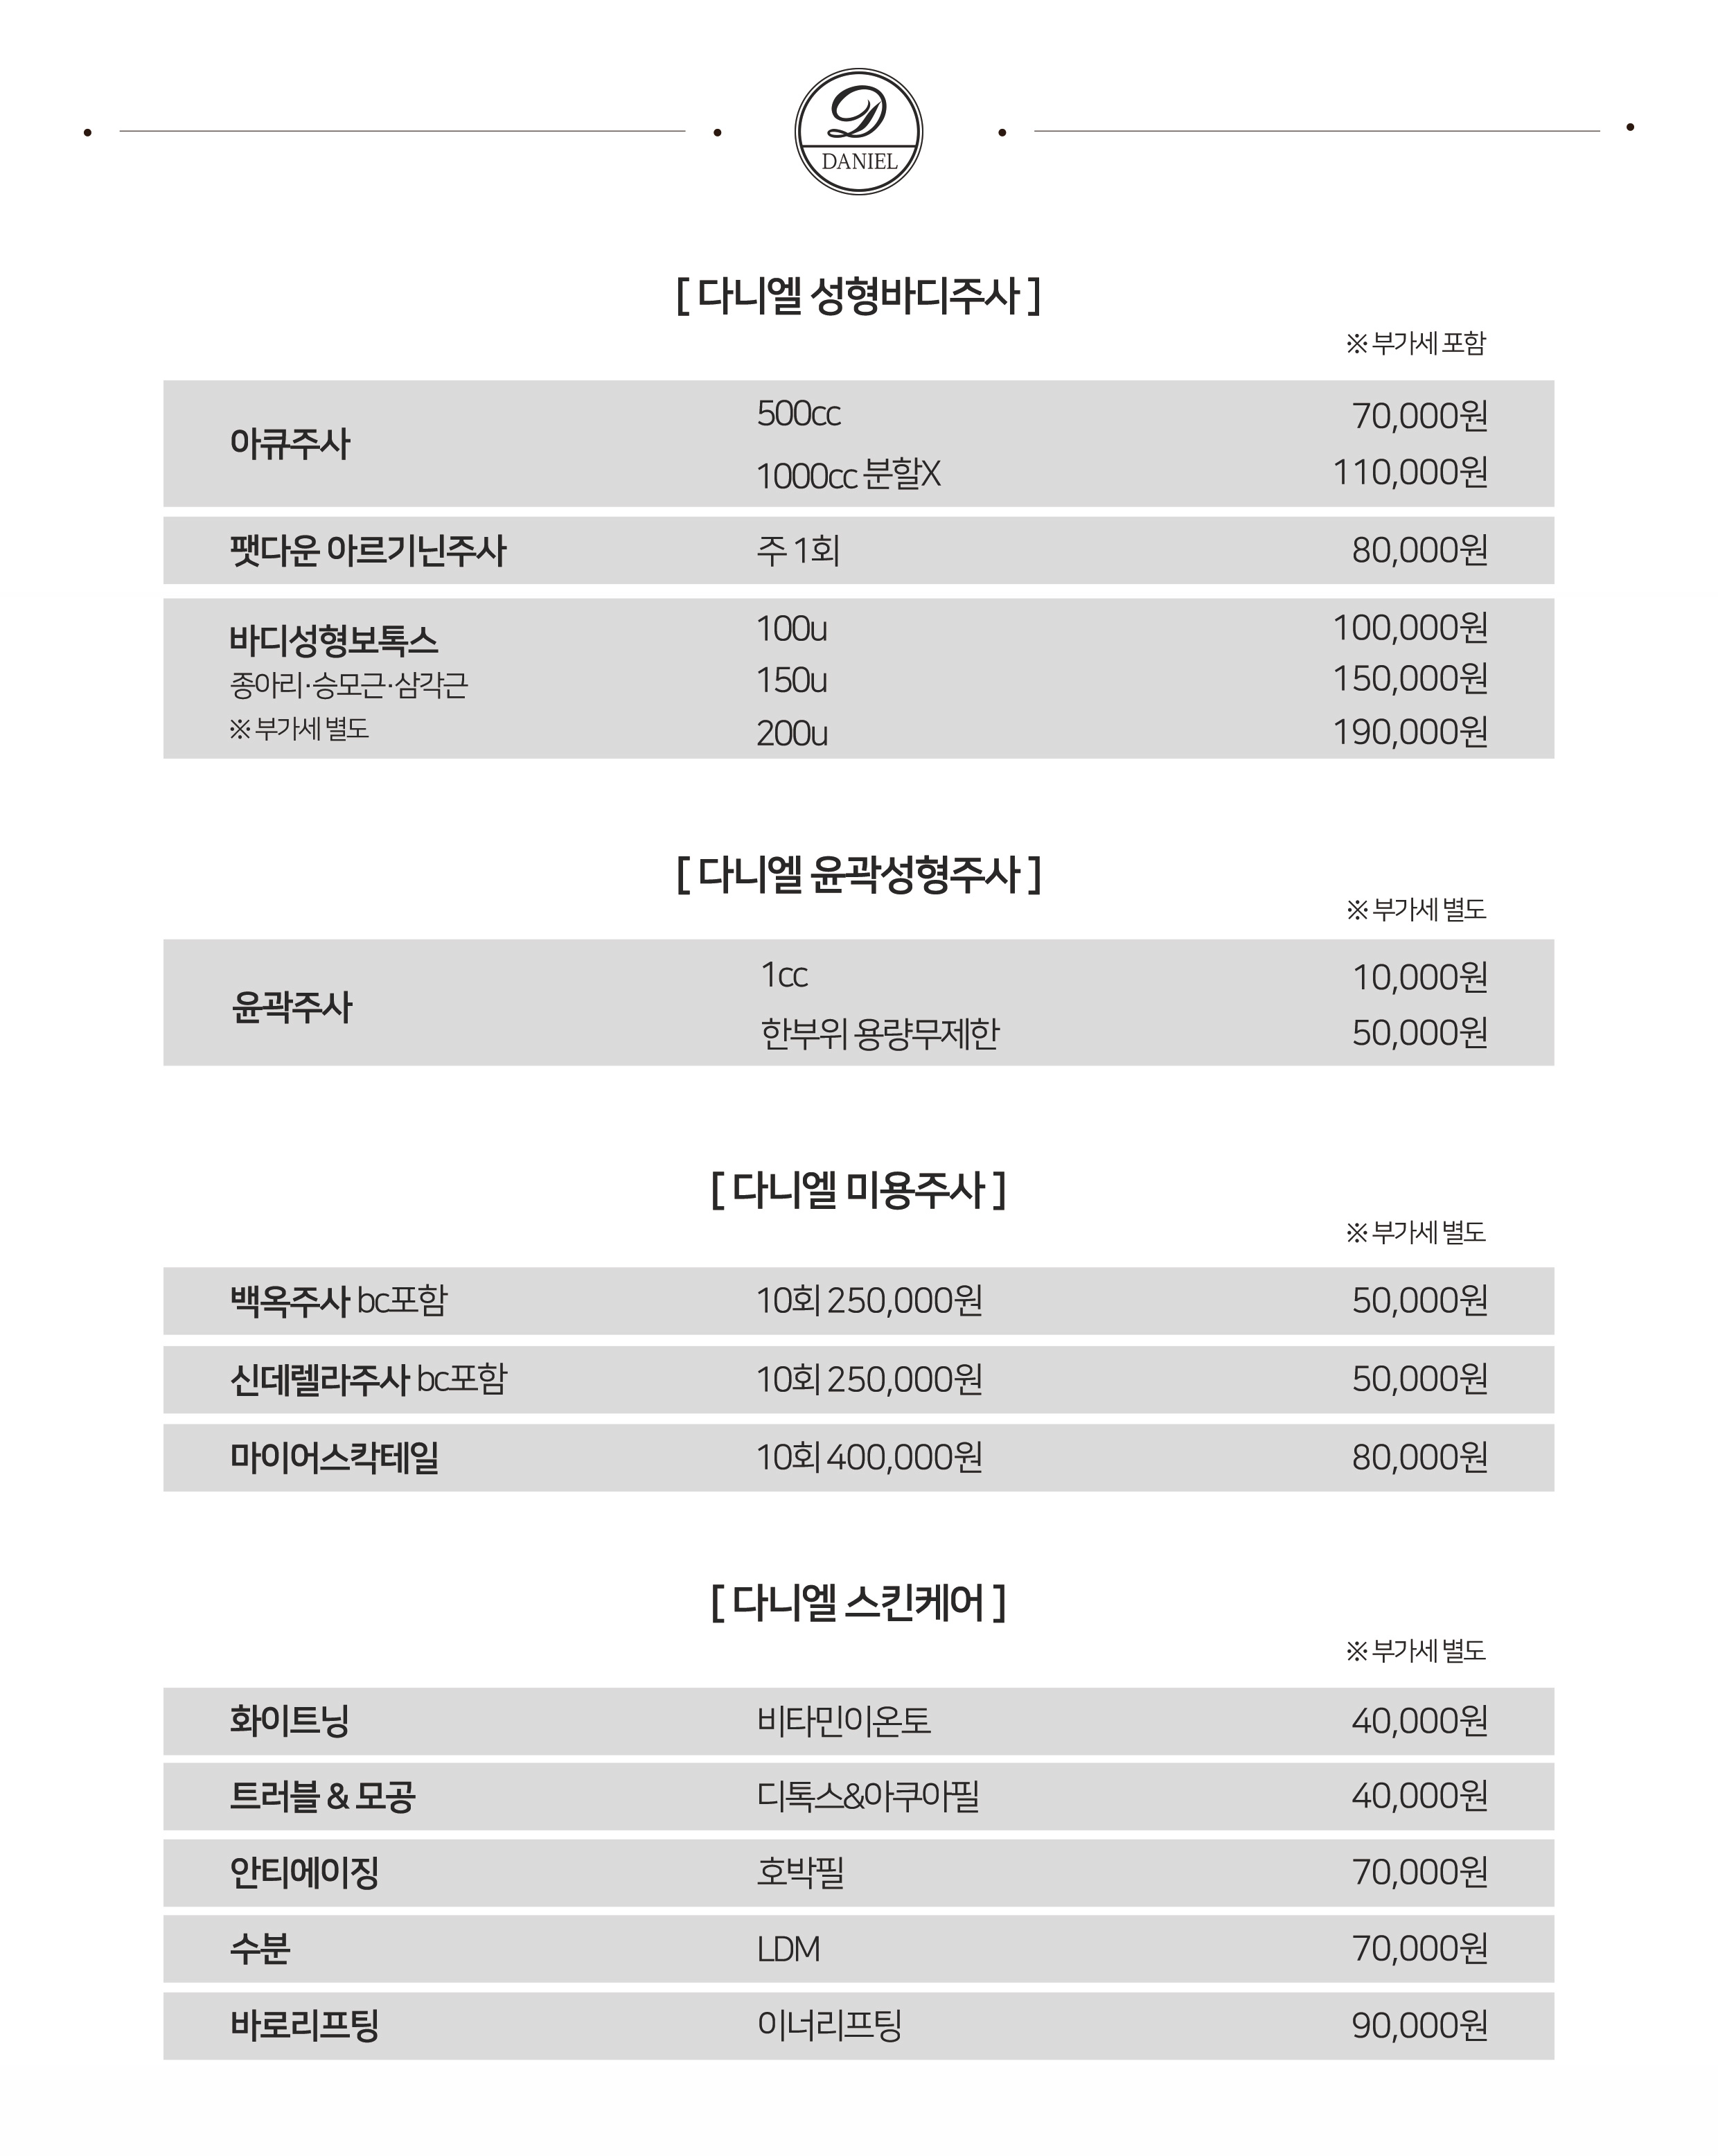 D
DANIEL
[ 다니엘 성형바디주사 ]
※ 부가세 포함
아큐주사
500cc 70,000원
1000cc 분할X 110,000원
팻다운 아르기닌주사 주 1회 80,000원
바디성형보톡스
종아리·승모근·삼각근
※ 부가세 별도
100u 100,000원
150u 150,000원
200u 190,000원
[ 다니엘 윤곽성형주사 ]
※ 부가세 별도
윤곽주사
1cc 10,000원
한부위 용량무제한 50,000원
[ 다니엘 미용주사 ]
※ 부가세 별도
백옥주사 bc포함 10회 250,000원 50,000원
신데렐라주사 bc포함 10회 250,000원 50,000원
마이어스칵테일 10회 400,000원 80,000원
[ 다니엘 스킨케어 ]
※ 부가세 별도
화이트닝 비타민이온토 40,000원
트러블 & 모공 디톡스&아쿠아필 40,000원
안티에이징 호박필 70,000원
수분 LDM 70,000원
바로리프팅 이너리프팅 90,000원